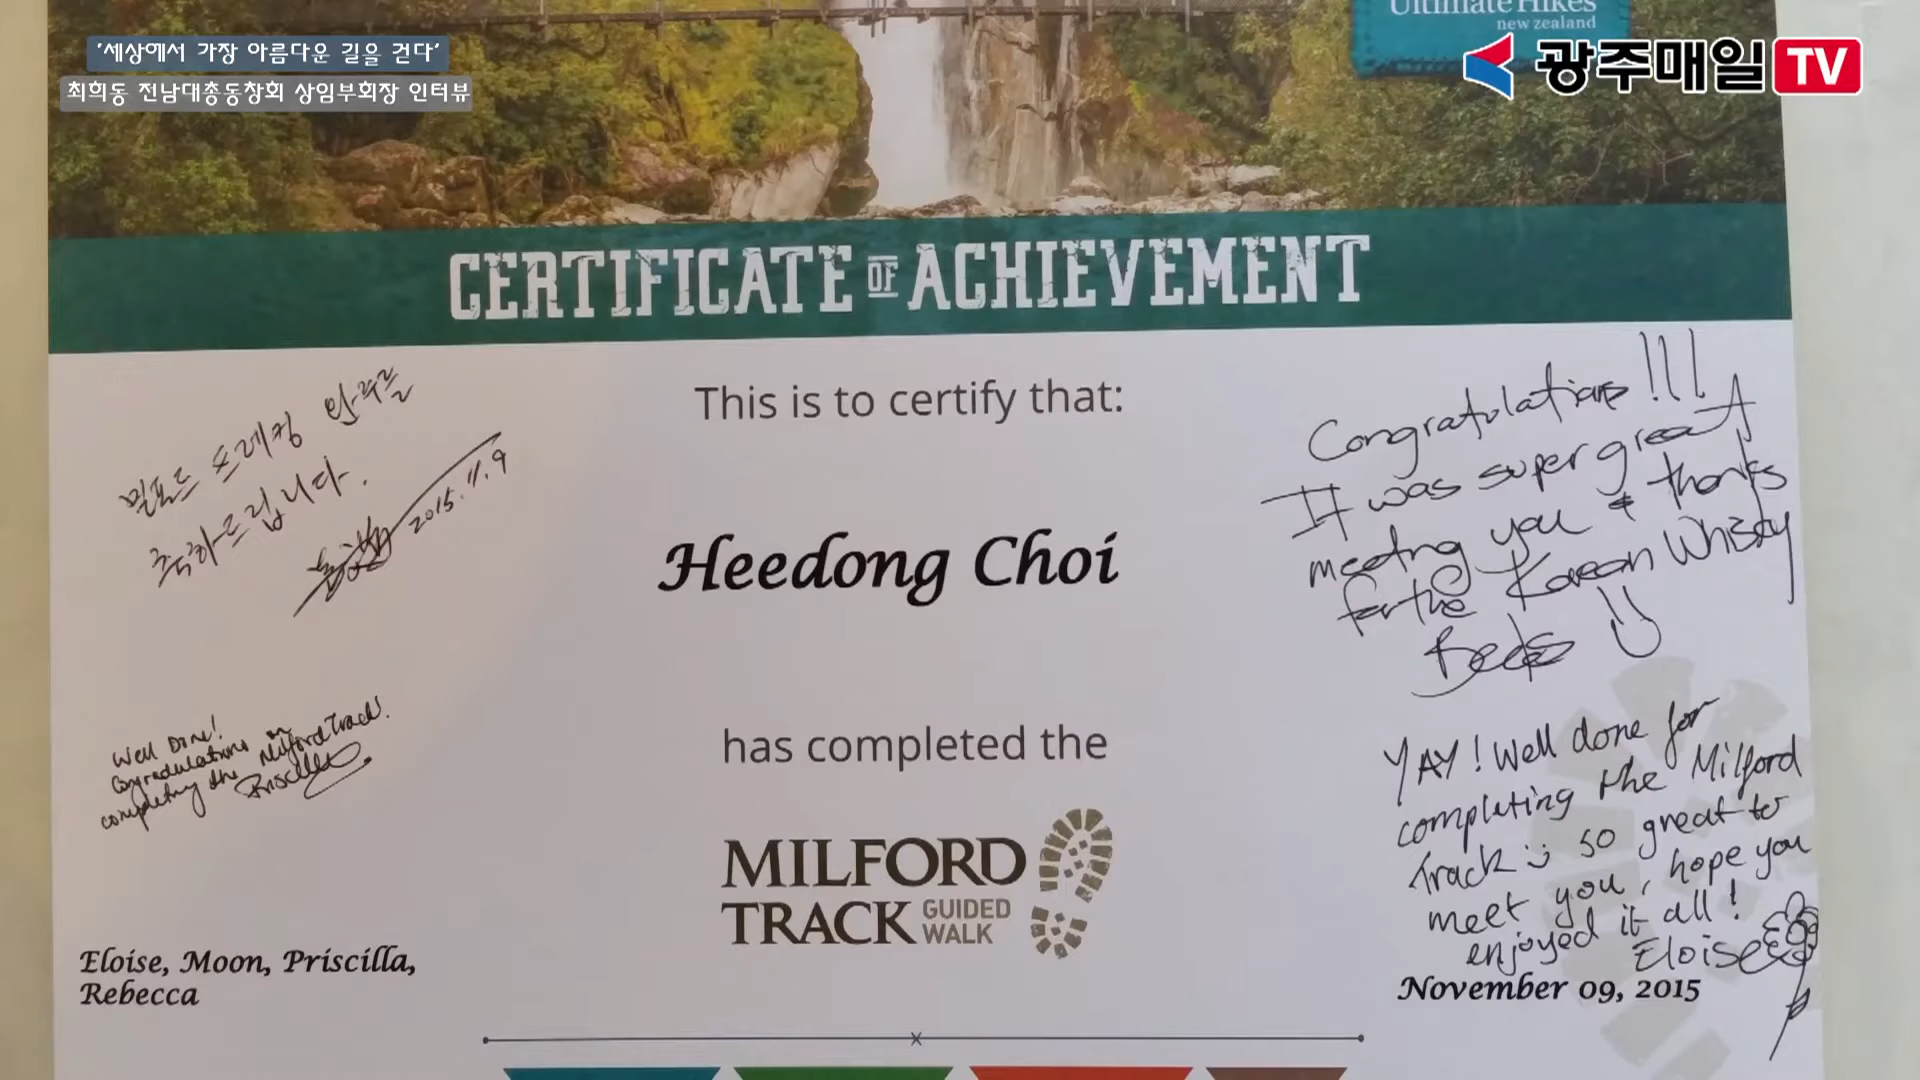 '세상에서 가장 아름다운 길을 걷다'
최희동 전남대총동창회 상임부회장 인터뷰
광주매일TV
Ultimate Hikes
new zealand
CERTIFICATE OF ACHIEVEMENT
This is to certify that:
Heedong Choi
has completed the
MILFORD
TRACK GUIDED
WALK
밀포드 트레킹 완주를
축하드립니다.
2015.11.9
Well Done!
Congradulations on
completing the Milford Track!
Priscilla
Congratulations!!!
It was super great
meeting you & thanks
for the Korean Whisky
Becks
YAY! Well done for
completing the Milford
Track so great to
meet you, hope you
enjoyed it all!
Eloise
Eloise, Moon, Priscilla,
Rebecca
November 09, 2015